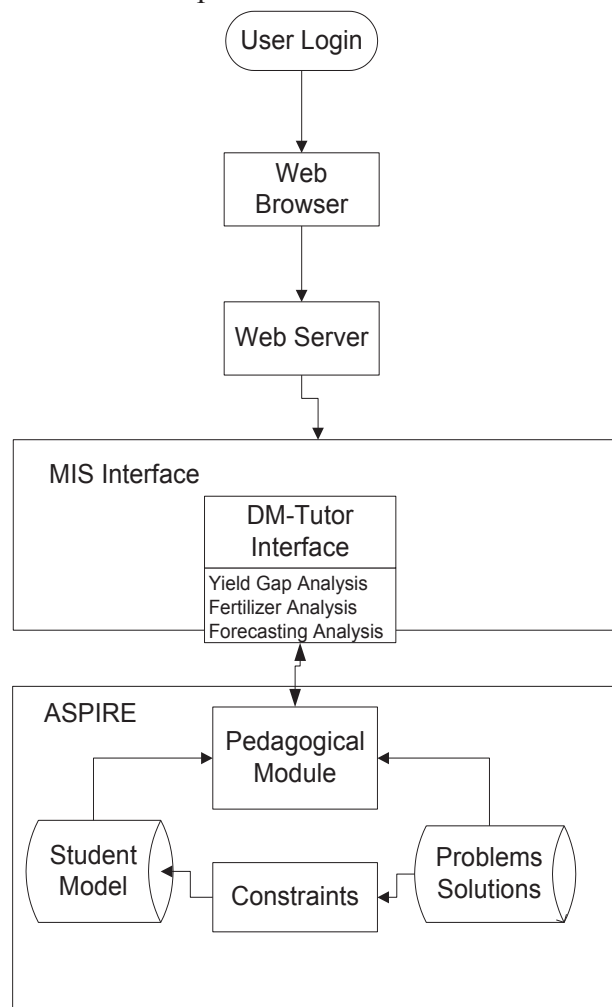 User Login
Web
Browser
Web Server
MIS Interface
DM-Tutor
Interface
Yield Gap Analysis
Fertilizer Analysis
Forecasting Analysis
ASPIRE
Pedagogical
Module
Student
Model
Constraints
Problems
Solutions